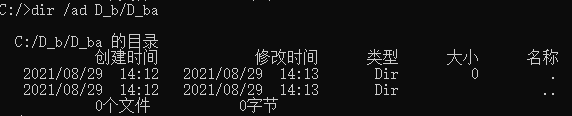 C:/>dir /ad D_b/D_ba
C:/D_b/D_ba 的目录
创建时间 修改时间 类型 大小 名称
2021/08/29 14:12 2021/08/29 14:13 Dir 0 .
2021/08/29 14:12 2021/08/29 14:13 Dir ..
0个文件 0字节